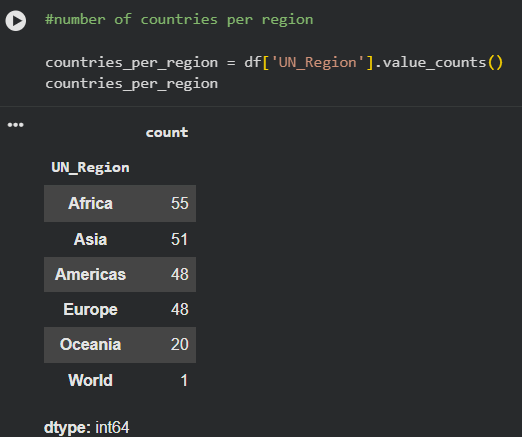 #number of countries per region
countries_per_region = df['UN_Region'].value_counts()
countries_per_region
count
UN_Region
Africa 55
Asia 51
Americas 48
Europe 48
Oceania 20
World 1
dtype: int64